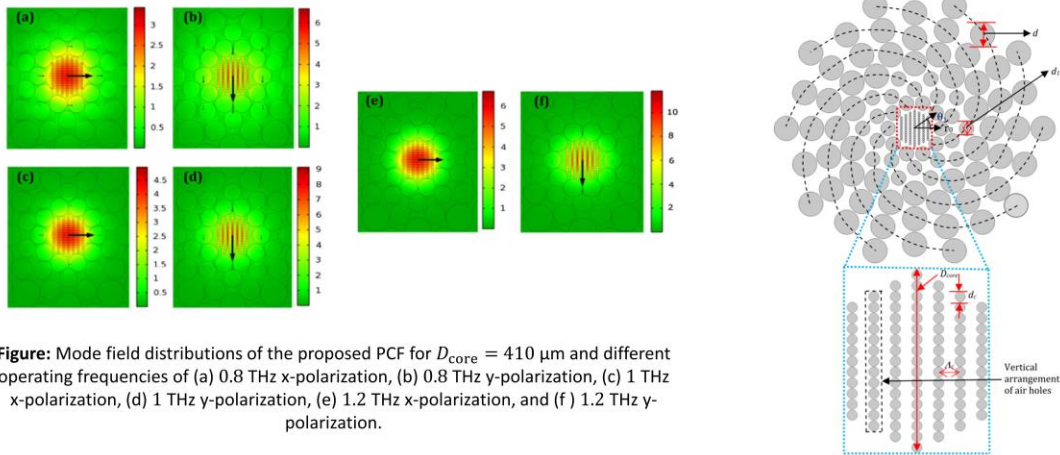 (a)
3
2.5
2
1.5
1
0.5
(b)
6
5
4
3
2
1
(c)
4.5
4
3.5
3
2.5
2
1.5
1
0.5
(d)
9
8
7
6
5
4
3
2
1
(e)
6
5
4
3
2
1
(f)
10
8
6
4
2
igure: Mode field distributions of the proposed PCF for D_core = 410 μm and different
operating frequencies of (a) 0.8 THz x-polarization, (b) 0.8 THz y-polarization, (c) 1 THz
x-polarization, (d) 1 THz y-polarization, (e) 1.2 THz x-polarization, and (f ) 1.2 THz y-
polarization.
d
θ
D_core
d_c
Vertical
arrangement
of air holes